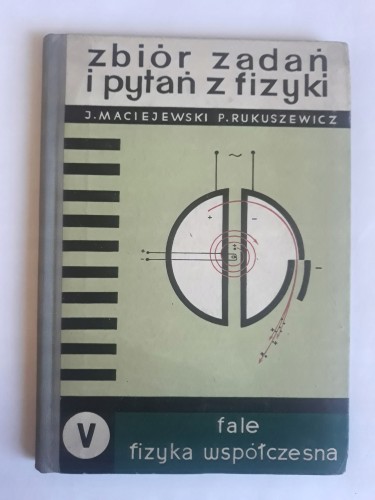 zbiór zadań
i pytań z fizyki
J. MACIEJEWSKI P. RUKUSZEWICZ
~
+ −
−
V
fale
fizyka współczesna